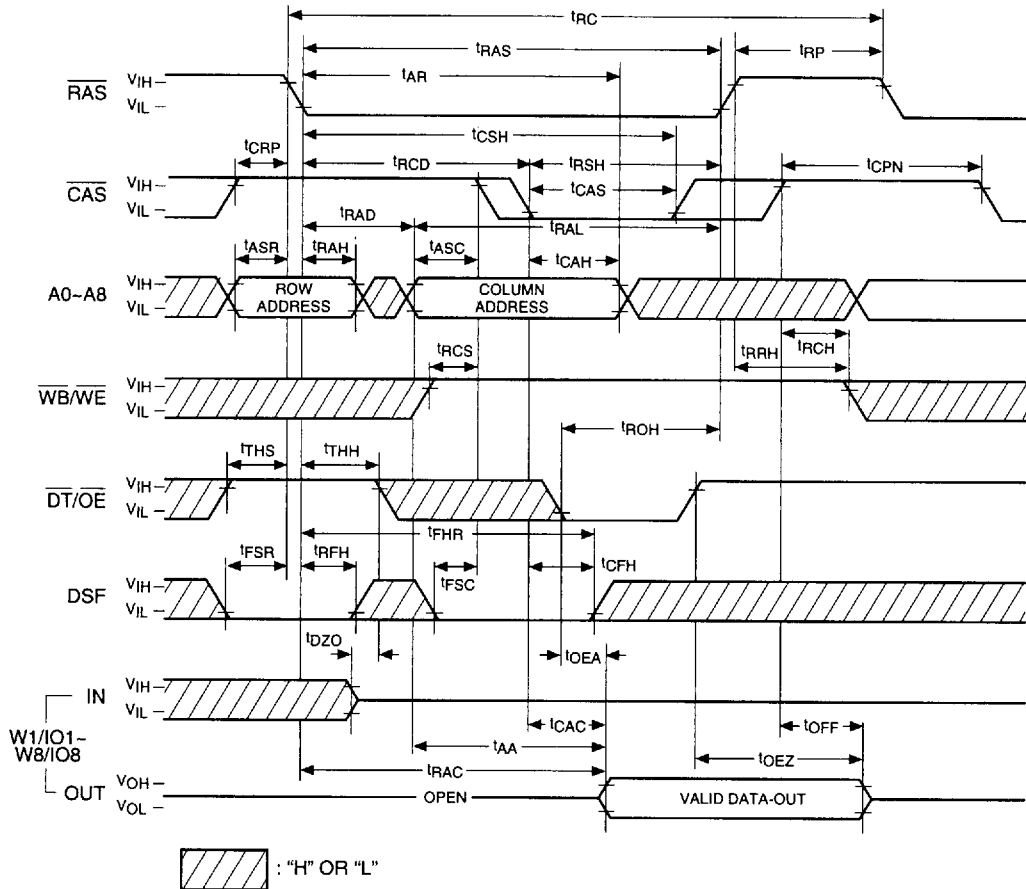 tRC
tRAS
tRP
tAR
RAS
VIH
VIL
tCSH
tCRP
tRCD
tRSH
tCPN
CAS
VIH
VIL
tCAS
tRAD
tRAL
tASR
tRAH
tASC
tCAH
A0~A8
VIH
VIL
ROW ADDRESS
COLUMN ADDRESS
tRCS
tRRH
tRCH
WB/WE
VIH
VIL
tROH
tTHS
tTHH
DT/OE
VIH
VIL
tFHR
tFSR
tRFH
tFSC
tCFH
DSF
VIH
VIL
tDZO
tOEA
IN
VIH
VIL
W1/IO1~
W8/IO8
tCAC
tOFF
tAA
tOEZ
tRAC
OUT
VOH
VOL
OPEN
VALID DATA-OUT
: "H" OR "L"